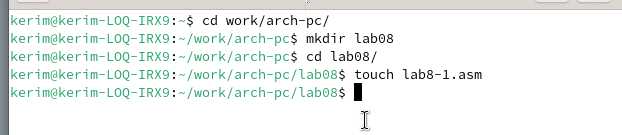 kerim@kerim-LOQ-IRX9:~$ cd work/arch-pc/
kerim@kerim-LOQ-IRX9:~/work/arch-pc$ mkdir lab08
kerim@kerim-LOQ-IRX9:~/work/arch-pc$ cd lab08/
kerim@kerim-LOQ-IRX9:~/work/arch-pc/lab08$ touch lab8-1.asm
kerim@kerim-LOQ-IRX9:~/work/arch-pc/lab08$